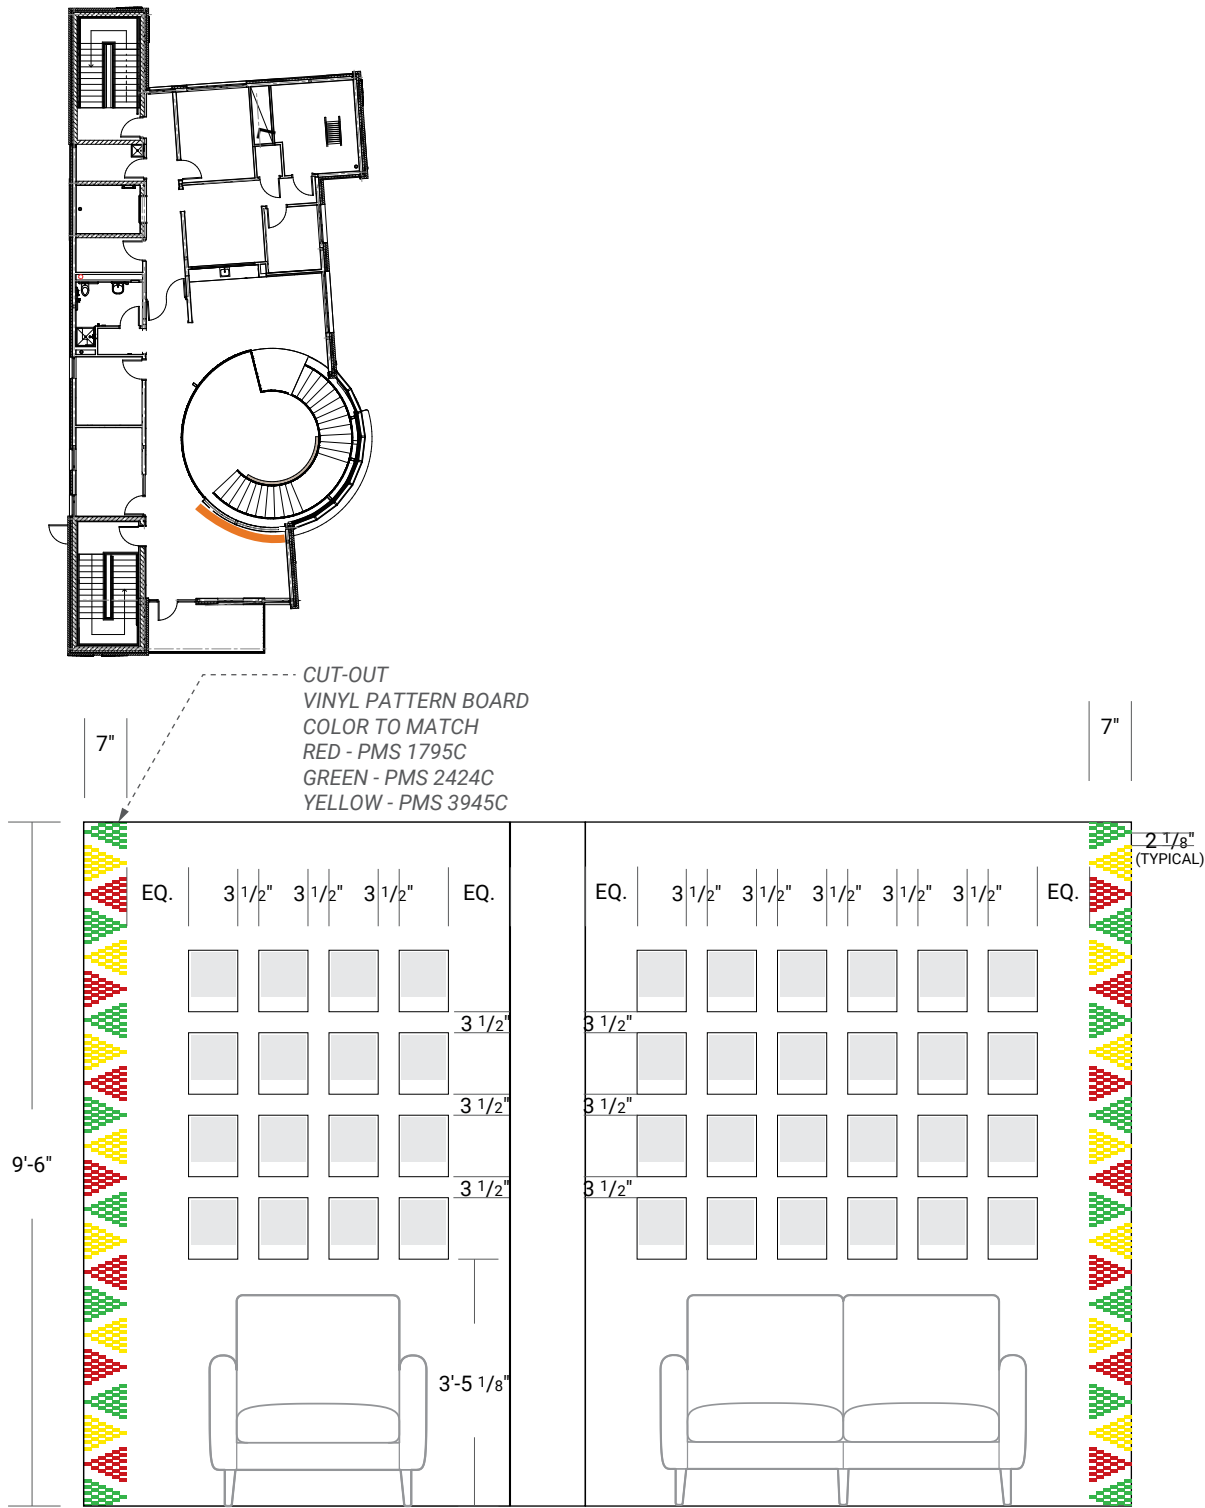 CUT-OUT
VINYL PATTERN BOARD
COLOR TO MATCH
RED - PMS 1795C
GREEN - PMS 2424C
YELLOW - PMS 3945C
7"
7"
2 1/8"
(TYPICAL)
EQ. 3 1/2" 3 1/2" 3 1/2" EQ. EQ. 3 1/2" 3 1/2" 3 1/2" 3 1/2" 3 1/2" EQ.
3 1/2" 3 1/2"
3 1/2" 3 1/2"
9'-6"
3 1/2" 3 1/2"
3'-5 1/8"